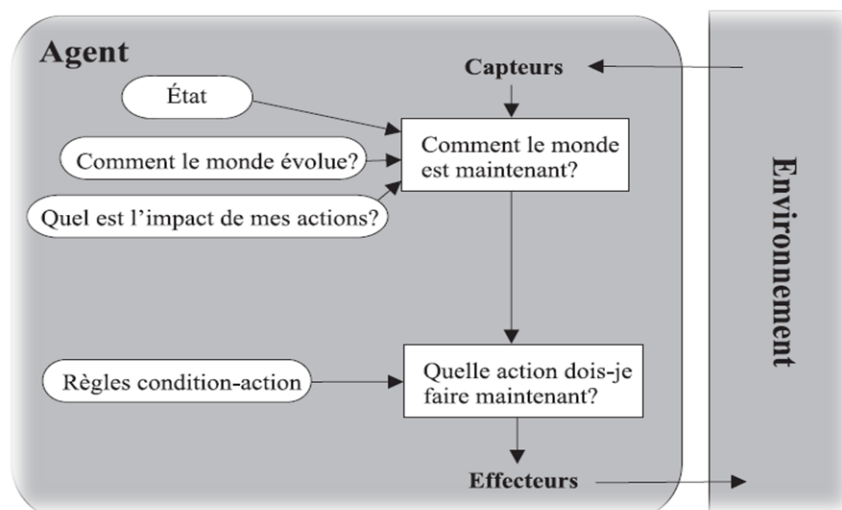 Agent
Capteurs
État
Comment le monde
est maintenant?
Comment le monde évolue?
Quel est l'impact de mes actions?
Environnement
Quelle action dois-je
faire maintenant?
Règles condition-action
Effecteurs